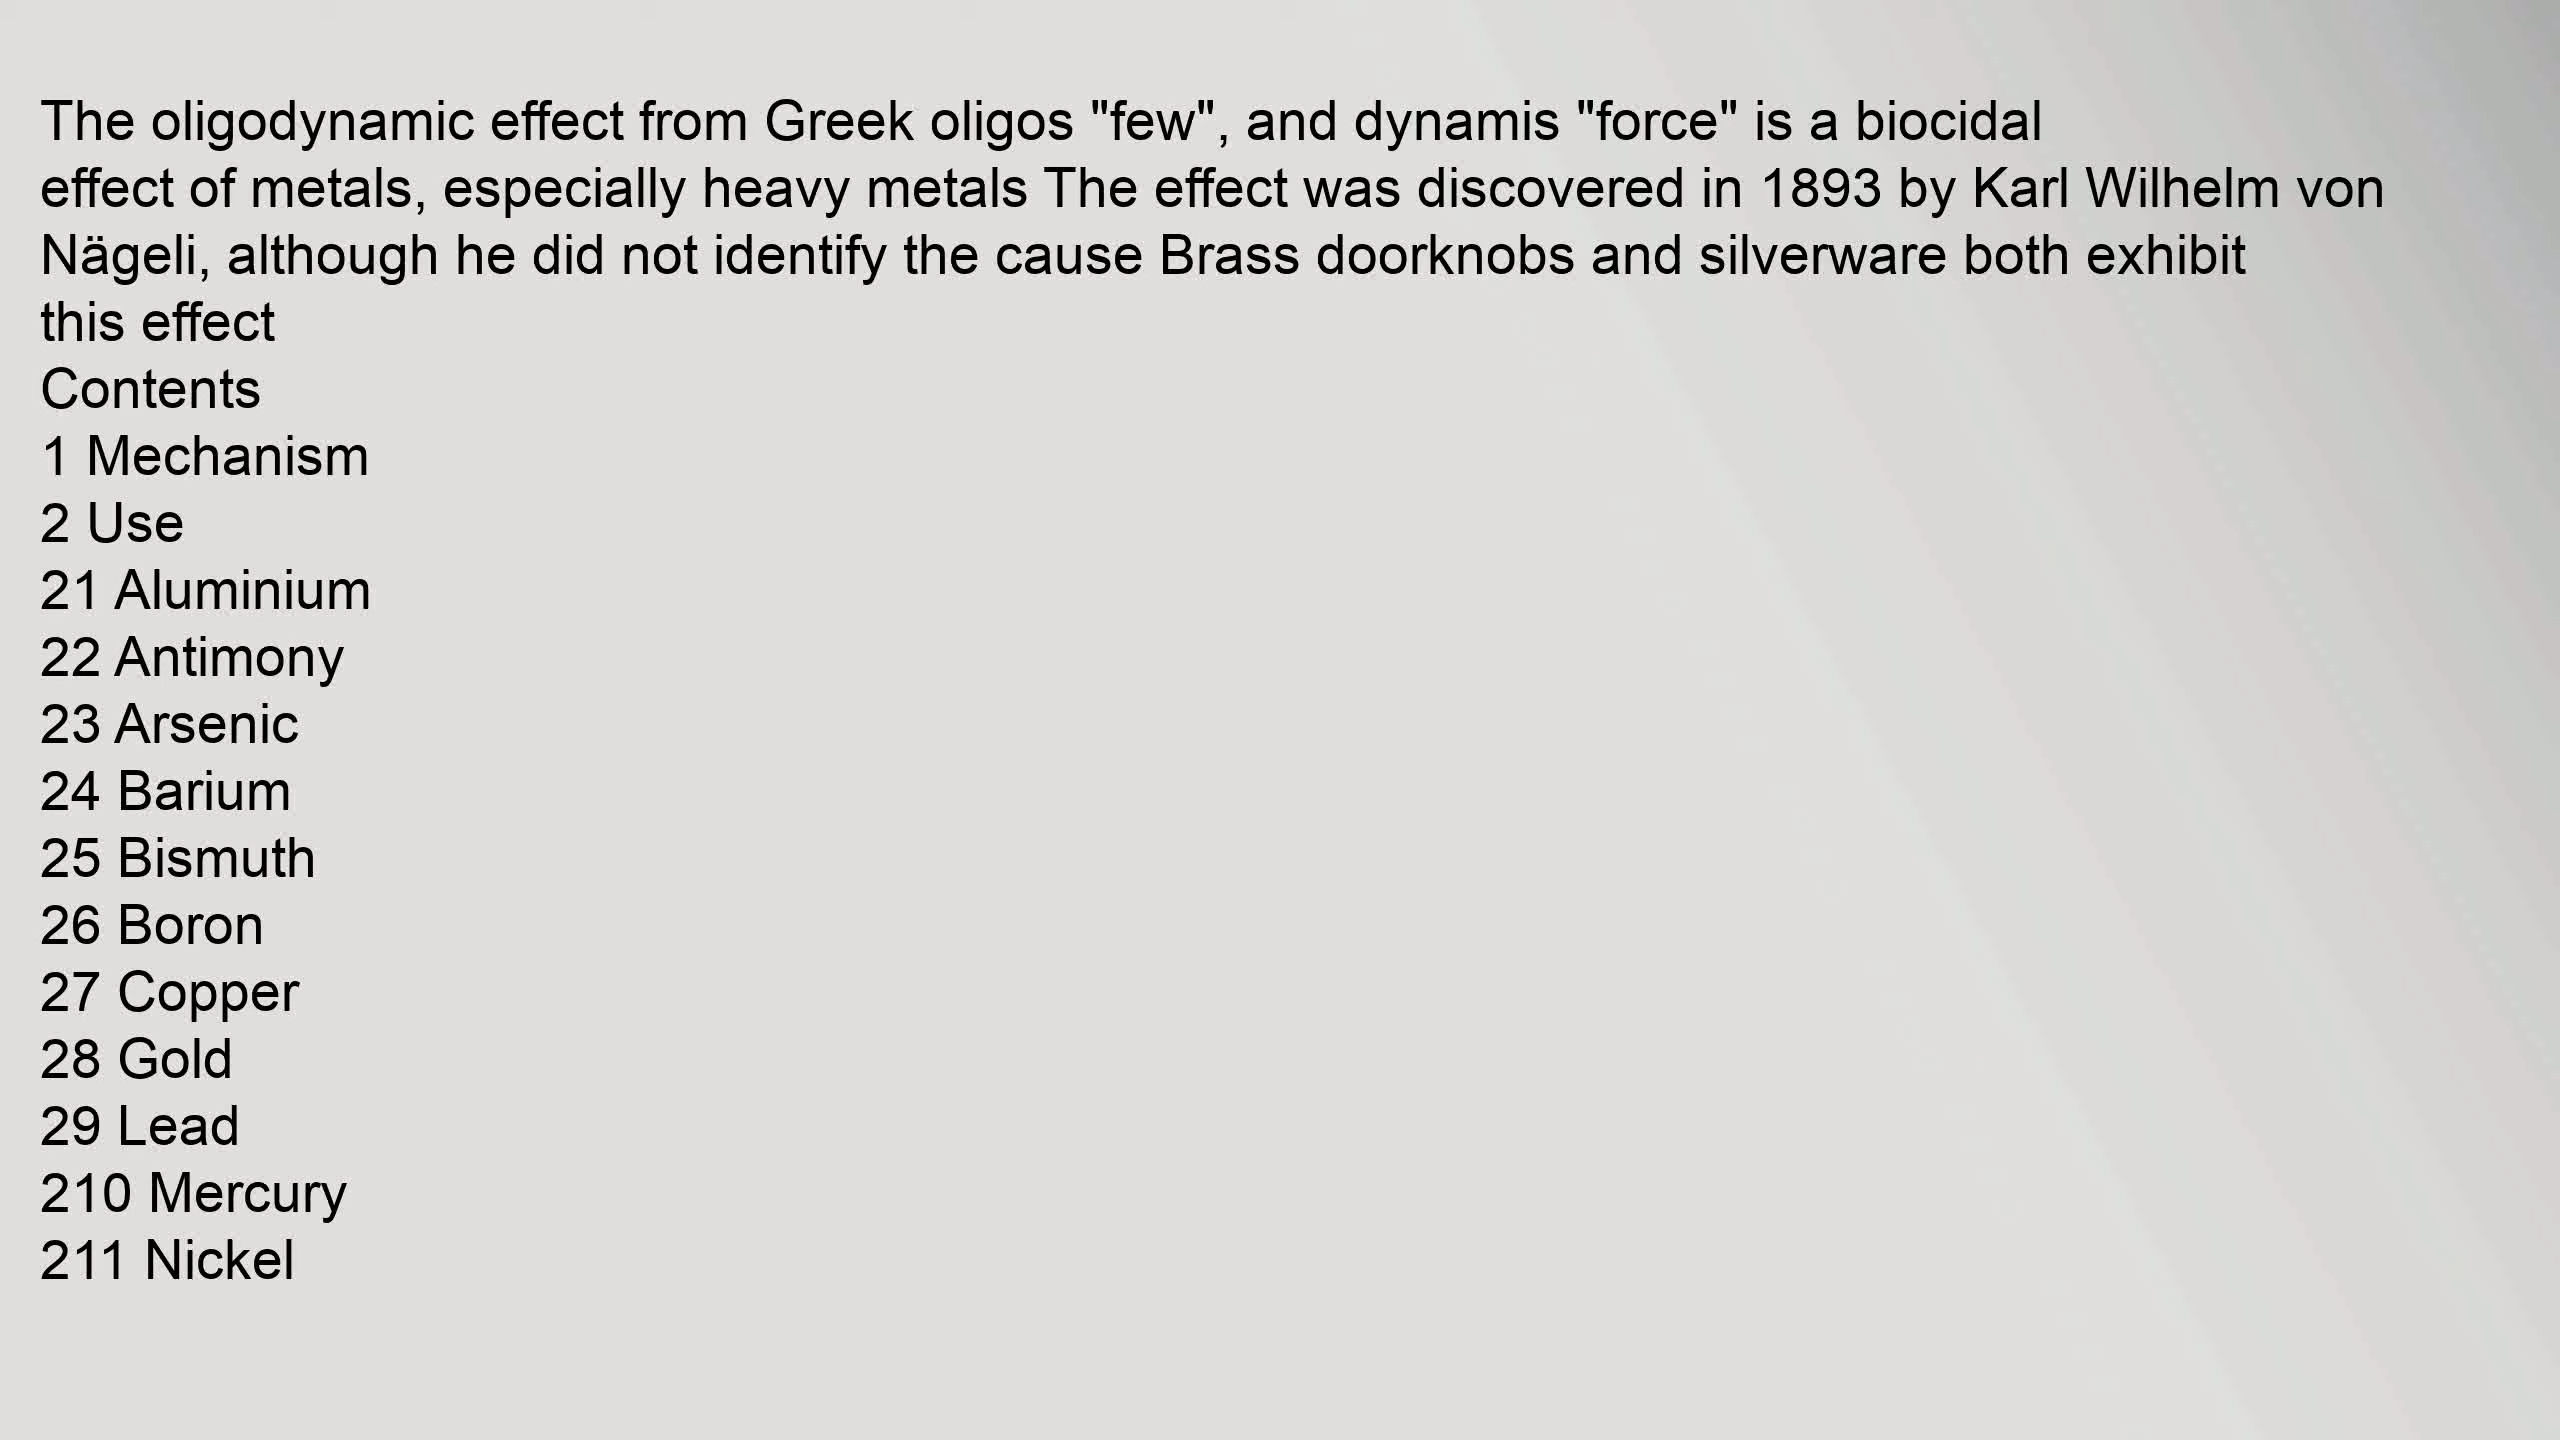 The oligodynamic effect from Greek oligos "few", and dynamis "force" is a biocidal
effect of metals, especially heavy metals The effect was discovered in 1893 by Karl Wilhelm von
Nägeli, although he did not identify the cause Brass doorknobs and silverware both exhibit
this effect
Contents
1 Mechanism
2 Use
21 Aluminium
22 Antimony
23 Arsenic
24 Barium
25 Bismuth
26 Boron
27 Copper
28 Gold
29 Lead
210 Mercury
211 Nickel